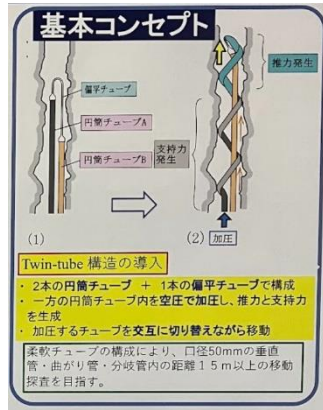 基本コンセプト
偏平チューブ
円筒チューブA
円筒チューブB
支持力
発生
推力発生
(1)
(2)
加圧
Twin-tube 構造の導入
・ 2本の円筒チューブ ＋ 1本の偏平チューブで構成
・ 一方の円筒チューブ内を空圧で加圧し、推力と支持力
を生成
・ 加圧するチューブを交互に切り替えながら移動
柔軟チューブの構成により、口径50mmの垂直
管・曲がり管・分岐管内の距離１５ｍ以上の移動
探査を目指す。